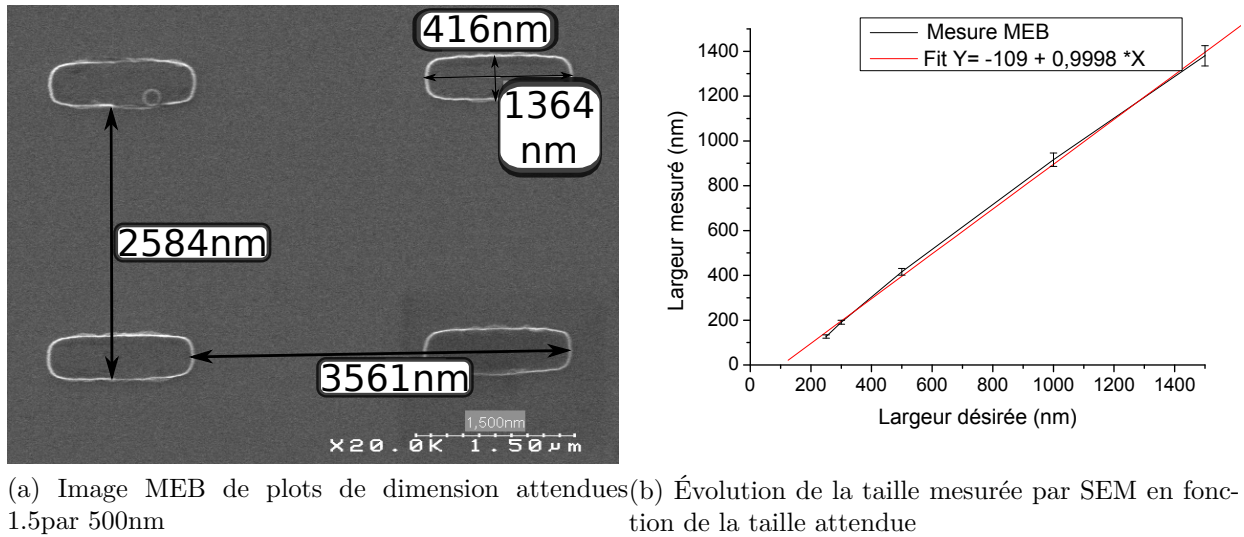 416nm
1364
nm
2584nm
3561nm
1,500nm
X20.0K 1.50µm
Mesure MEB
Fit Y= -109 + 0,9998 *X
Largeur mesuré (nm)
1400
1200
1000
800
600
400
200
0
0 200 400 600 800 1000 1200 1400
Largeur désirée (nm)
(a) Image MEB de plots de dimension attendues
1.5par 500nm
(b) Évolution de la taille mesurée par SEM en fonc-
tion de la taille attendue